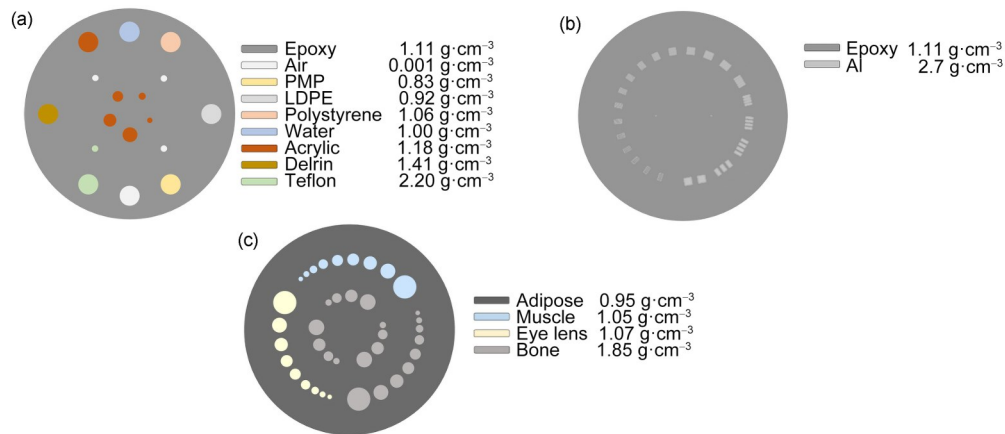 (a)
Epoxy 1.11 g·cm⁻³
Air 0.001 g·cm⁻³
PMP 0.83 g·cm⁻³
LDPE 0.92 g·cm⁻³
Polystyrene 1.06 g·cm⁻³
Water 1.00 g·cm⁻³
Acrylic 1.18 g·cm⁻³
Delrin 1.41 g·cm⁻³
Teflon 2.20 g·cm⁻³
(b)
Epoxy 1.11 g·cm⁻³
Al 2.7 g·cm⁻³
(c)
Adipose 0.95 g·cm⁻³
Muscle 1.05 g·cm⁻³
Eye lens 1.07 g·cm⁻³
Bone 1.85 g·cm⁻³